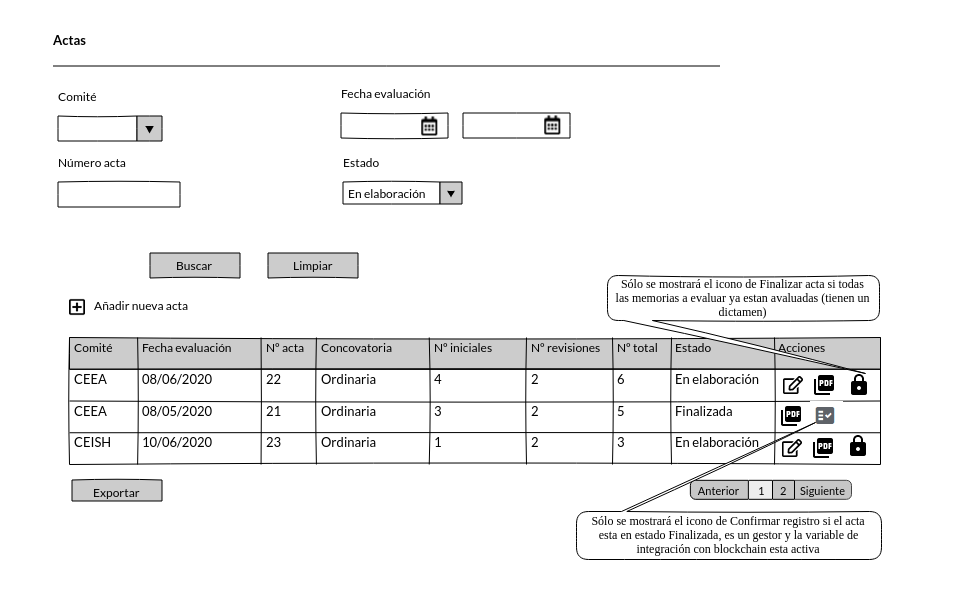 Actas
Comité
Fecha evaluación
Número acta
Estado
En elaboración
Buscar
Limpiar
Sólo se mostrará el icono de Finalizar acta si todas
las memorias a evaluar ya estan avaluadas (tienen un
dictamen)
Añadir nueva acta
Comité Fecha evaluación Nº acta Concovatoria Nº iniciales Nº revisiones Nº total Estado Acciones
CEEA 08/06/2020 22 Ordinaria 4 2 6 En elaboración PDF
CEEA 08/05/2020 21 Ordinaria 3 2 5 Finalizada PDF
CEISH 10/06/2020 23 Ordinaria 1 2 3 En elaboración PDF
Exportar
Anterior 1 2 Siguiente
Sólo se mostrará el icono de Confirmar registro si el acta
esta en estado Finalizada, es un gestor y la variable de
integración con blockchain esta activa